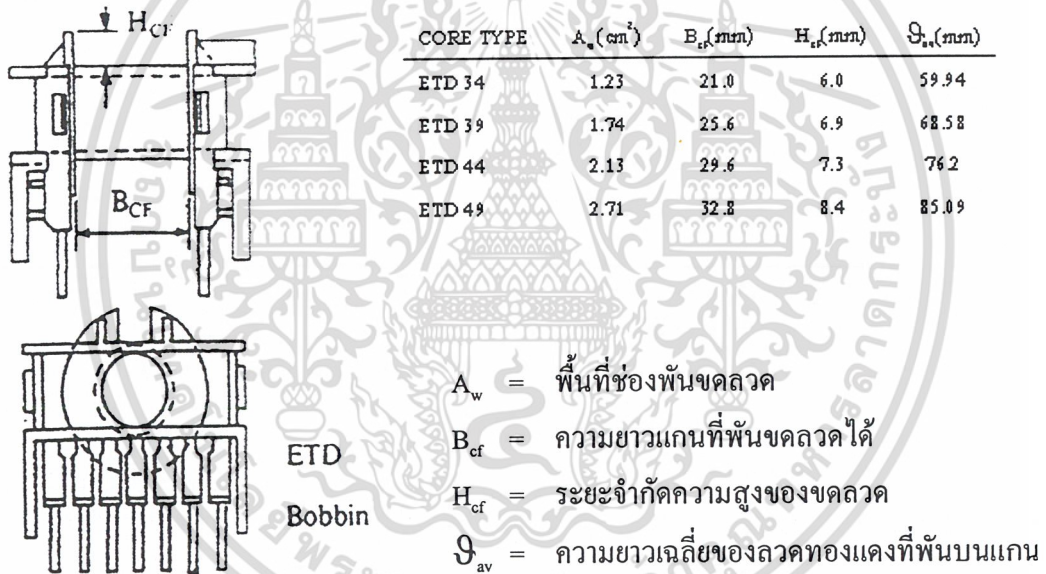 H_CF
CORE TYPE A_w(cm²) B_cf(mm) H_cf(mm) ϑ_av(mm)
ETD 34 1.23 21.0 6.0 59.94
ETD 39 1.74 25.6 6.9 68.58
ETD 44 2.13 29.6 7.3 76.2
ETD 49 2.71 32.8 8.4 85.09
B_CF
ETD
Bobbin
A_w = พื้นที่ช่องพันขดลวด
B_cf = ความยาวแกนที่พันขดลวดได้
H_cf = ระยะจำกัดความสูงของขดลวด
ϑ_av = ความยาวเฉลี่ยของลวดทองแดงที่พันบนแกน